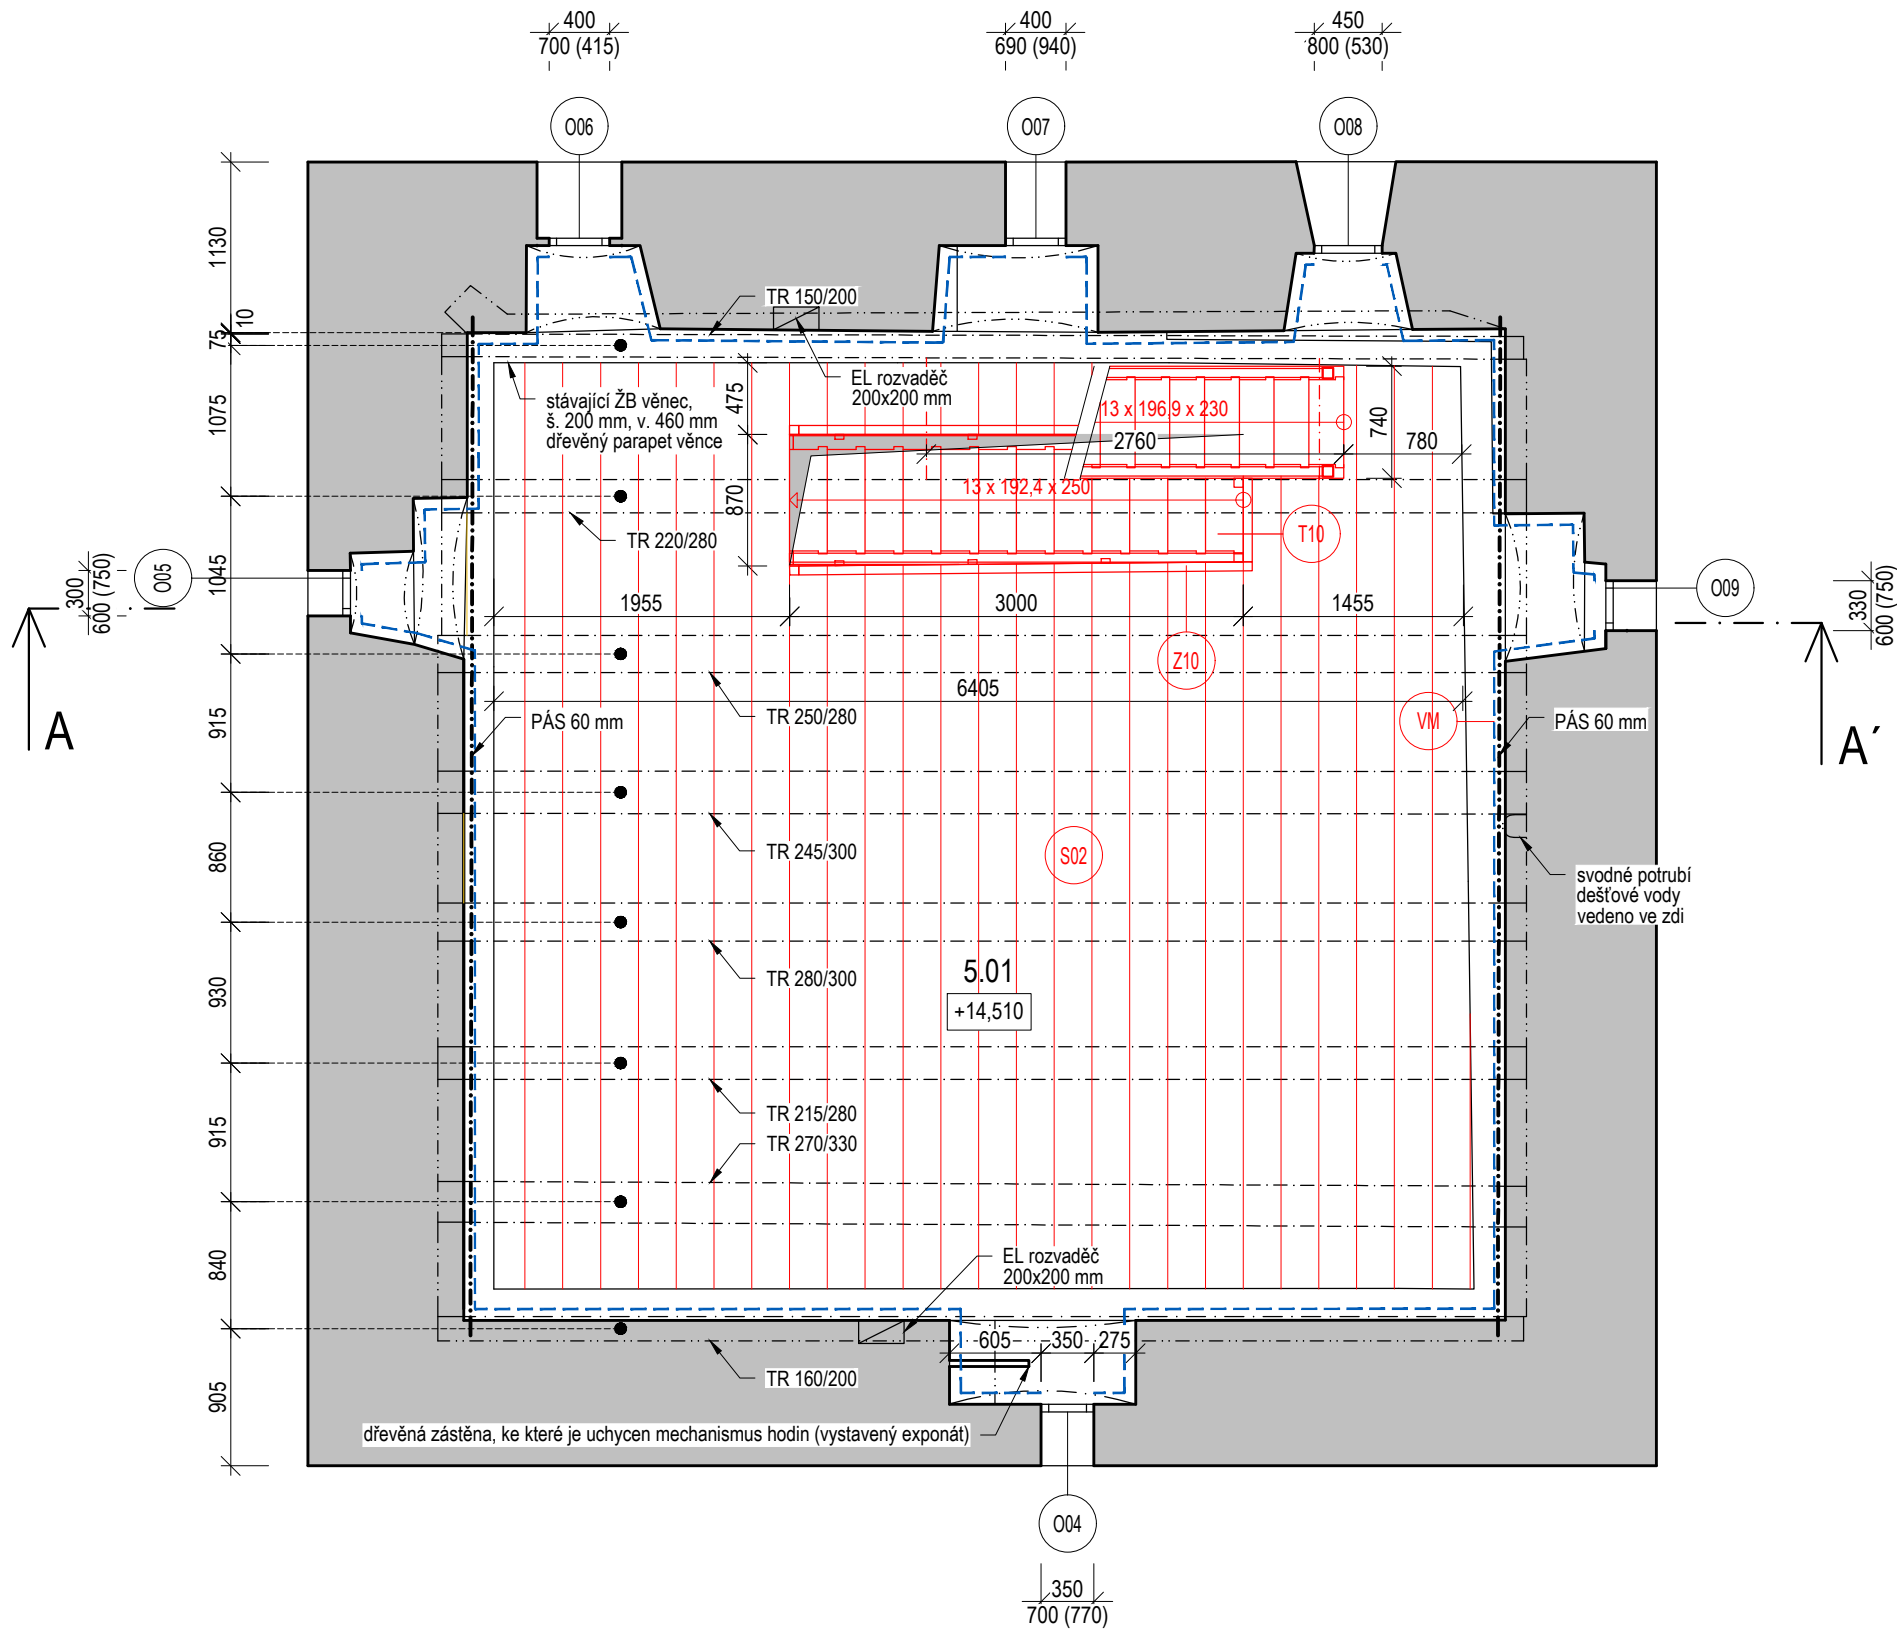 400
700 (415)
400
690 (940)
450
800 (530)
O06
O07
O08
1130
10
75
1075
1045
915
860
930
915
840
905
TR 150/200
EL rozvaděč
200x200 mm
stávající ŽB věnec,
š. 200 mm, v. 460 mm
dřevěný parapet věnce
475
870
13 x 196.9 x 230
2760
740
780
13 x 192,4 x 250
TR 220/280
T10
O05
300
600 (750)
O09
330
600 (750)
1955
3000
1455
Z10
6405
TR 250/280
PÁS 60 mm
VM
PÁS 60 mm
A
A´
TR 245/300
S02
svodné potrubí
dešťové vody
vedeno ve zdi
TR 280/300
5.01
+14,510
TR 215/280
TR 270/330
EL rozvaděč
200x200 mm
605
350
275
TR 160/200
dřevěná zástěna, ke které je uchycen mechanismus hodin (vystavený exponát)
O04
350
700 (770)